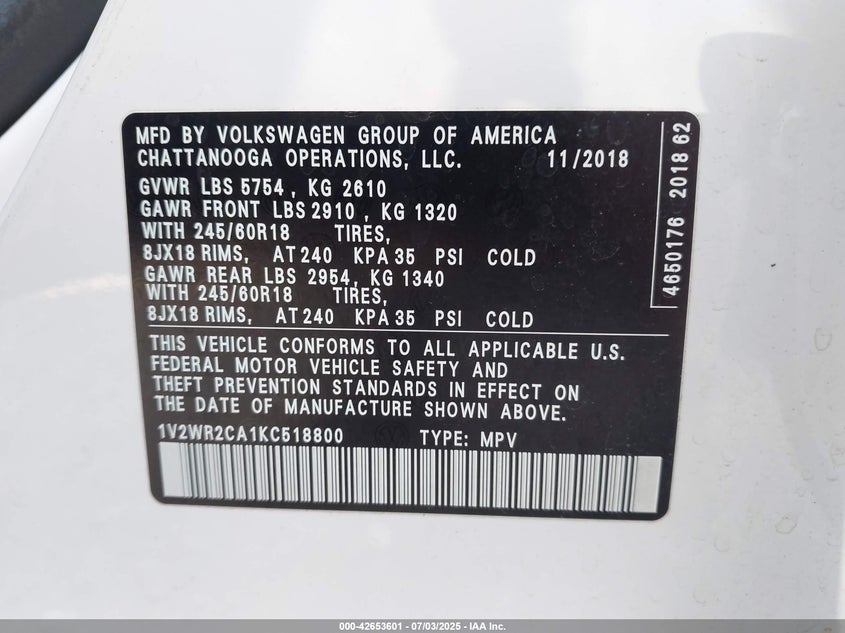 MFD BY VOLKSWAGEN GROUP OF AMERICA
CHATTANOOGA OPERATIONS, LLC. 11/2018
GVWR LBS 5754 , KG 2610
GAWR FRONT LBS 2910 , KG 1320
WITH 245/60R18 TIRES,
8JX18 RIMS, AT 240 KPA 35 PSI COLD
GAWR REAR LBS 2954, KG 1340
WITH 245/60R18 TIRES,
8JX18 RIMS, AT 240 KPA 35 PSI COLD
THIS VEHICLE CONFORMS TO ALL APPLICABLE U.S.
FEDERAL MOTOR VEHICLE SAFETY AND
THEFT PREVENTION STANDARDS IN EFFECT ON
THE DATE OF MANUFACTURE SHOWN ABOVE.
1V2WR2CA1KC518800 TYPE: MPV
4650176 2018 62
000-42653601 - 07/03/2025 - IAA Inc.